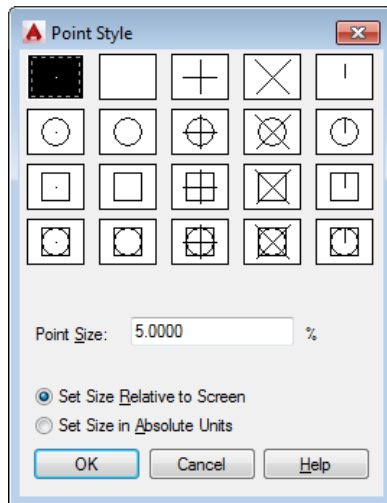 Point Style
Point Size: 5.0000 %
Set Size Relative to Screen
Set Size in Absolute Units
OK Cancel Help